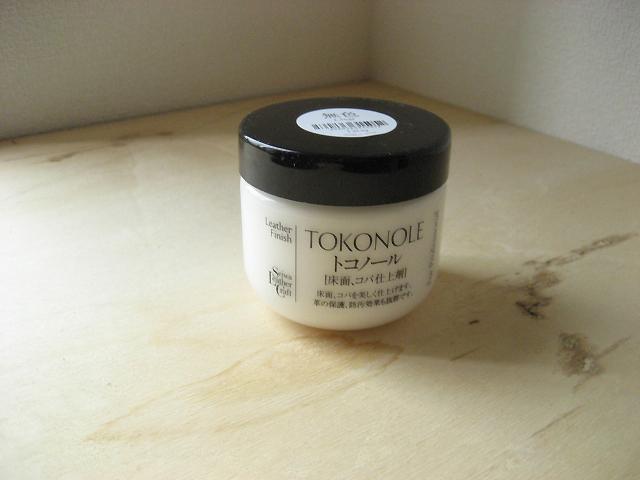 無色
Leather
Finish
TOKONOLE
トコノール
[床面、コバ仕上剤]
Seiwa
Leather
Craft
床面、コバを美しく仕上げます。
革の保護、防汚効果も抜群です。